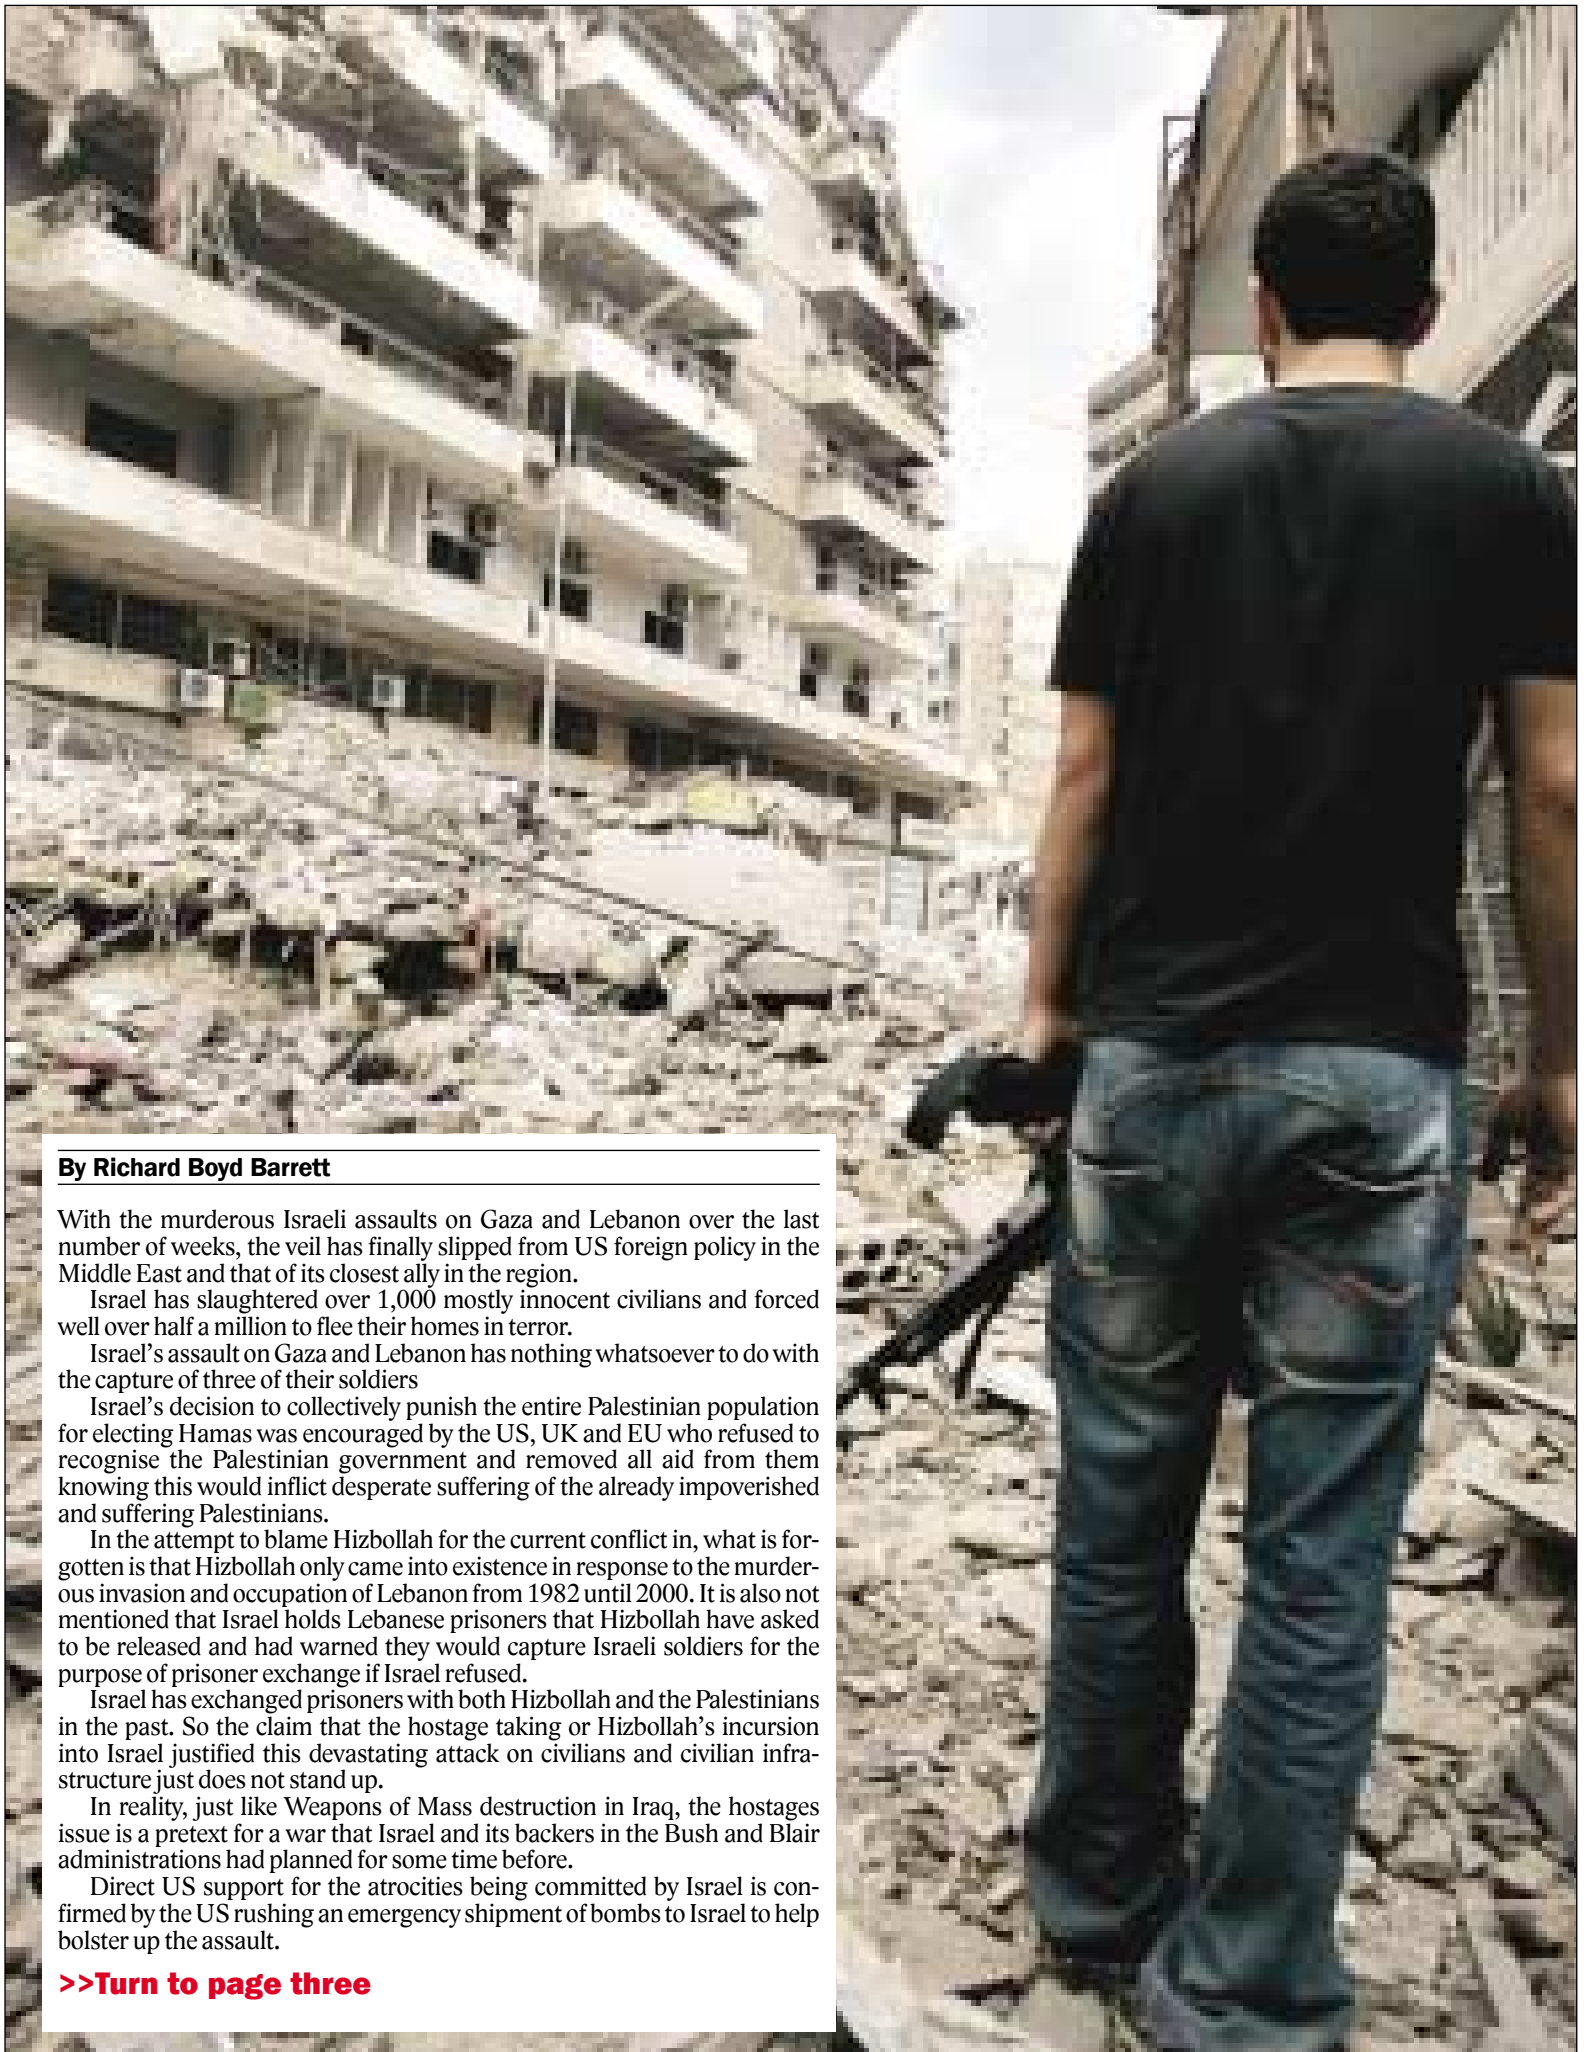 By Richard Boyd Barrett
With the murderous Israeli assaults on Gaza and Lebanon over the last
number of weeks, the veil has finally slipped from US foreign policy in the
Middle East and that of its closest ally in the region.
Israel has slaughtered over 1,000 mostly innocent civilians and forced
well over half a million to flee their homes in terror.
Israel's assault on Gaza and Lebanon has nothing whatsoever to do with
the capture of three of their soldiers
Israel's decision to collectively punish the entire Palestinian population
for electing Hamas was encouraged by the US, UK and EU who refused to
recognise the Palestinian government and removed all aid from them
knowing this would inflict desperate suffering of the already impoverished
and suffering Palestinians.
In the attempt to blame Hizbollah for the current conflict in, what is for-
gotten is that Hizbollah only came into existence in response to the murder-
ous invasion and occupation of Lebanon from 1982 until 2000. It is also not
mentioned that Israel holds Lebanese prisoners that Hizbollah have asked
to be released and had warned they would capture Israeli soldiers for the
purpose of prisoner exchange if Israel refused.
Israel has exchanged prisoners with both Hizbollah and the Palestinians
in the past. So the claim that the hostage taking or Hizbollah's incursion
into Israel justified this devastating attack on civilians and civilian infra-
structure just does not stand up.
In reality, just like Weapons of Mass destruction in Iraq, the hostages
issue is a pretext for a war that Israel and its backers in the Bush and Blair
administrations had planned for some time before.
Direct US support for the atrocities being committed by Israel is con-
firmed by the US rushing an emergency shipment of bombs to Israel to help
bolster up the assault.
>>Turn to page three